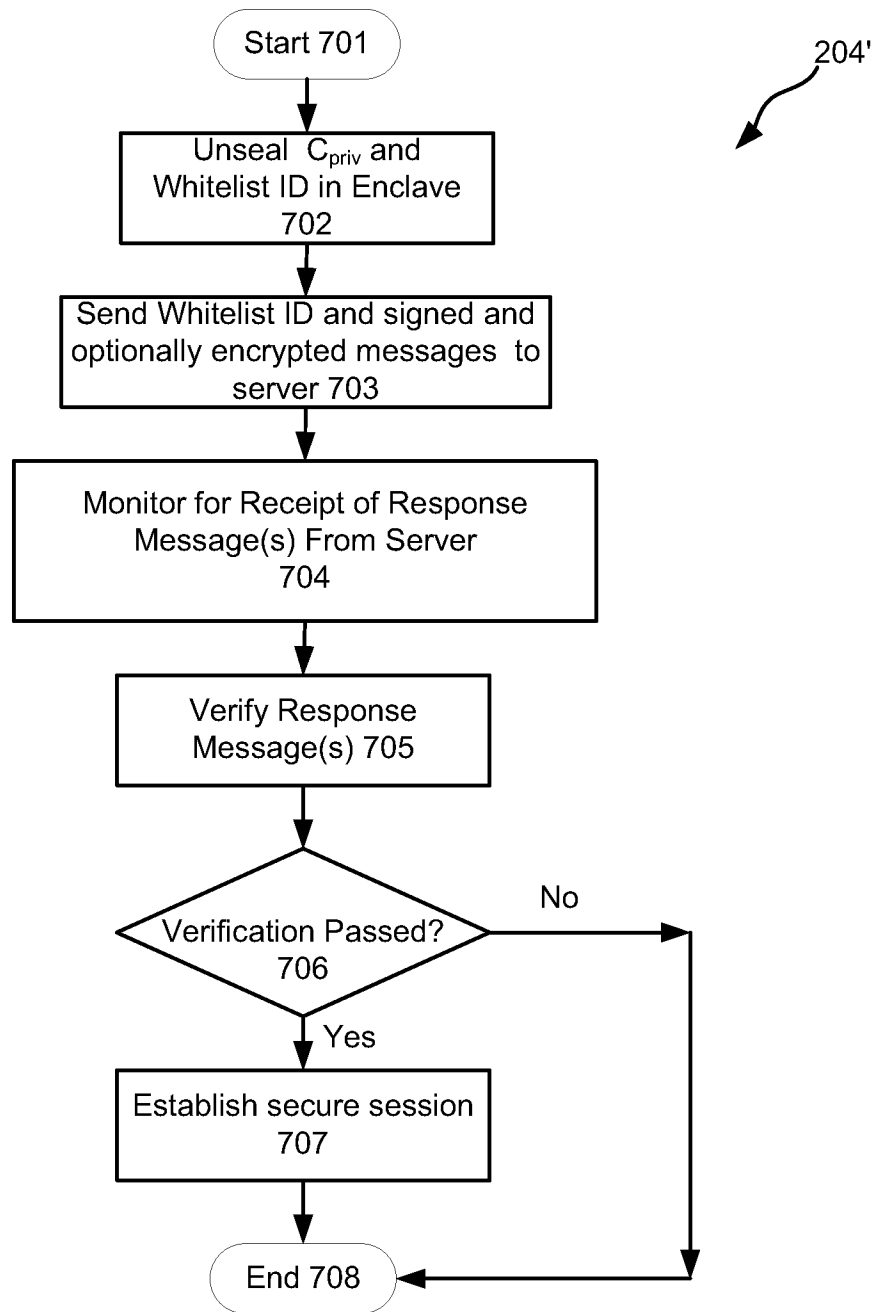 Start 701
204'
Unseal Cpriv and
Whitelist ID in Enclave
702
Send Whitelist ID and signed and
optionally encrypted messages to
server 703
Monitor for Receipt of Response
Message(s) From Server
704
Verify Response
Message(s) 705
Verification Passed?
706
No
Yes
Establish secure session
707
End 708